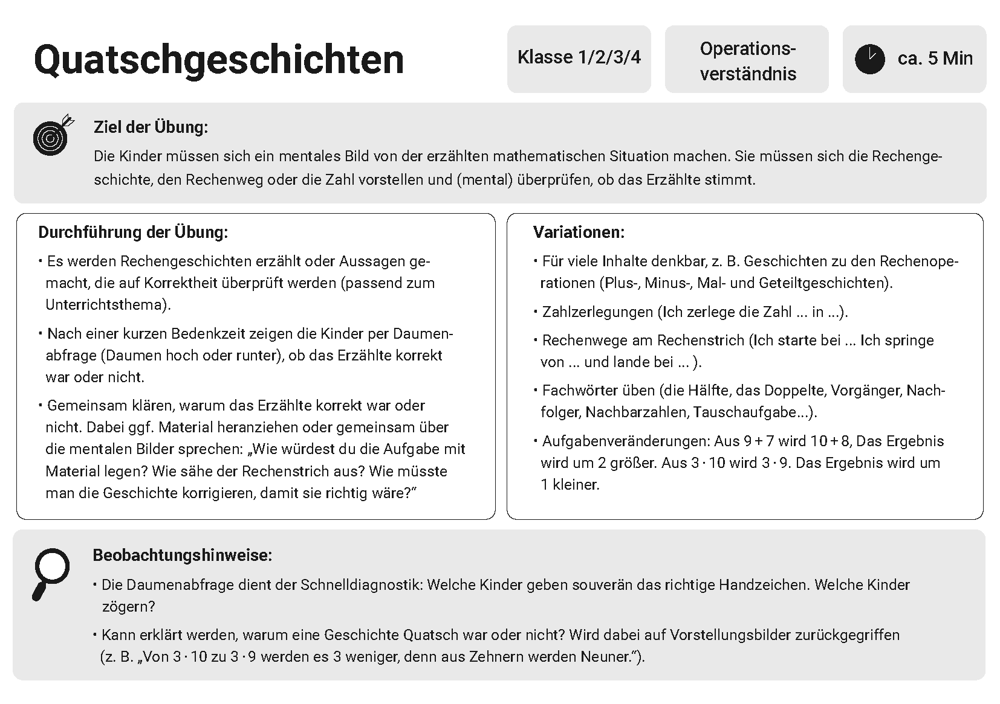 Quatschgeschichten
Klasse 1/2/3/4
Operations-
verständnis
ca. 5 Min
Ziel der Übung:
Die Kinder müssen sich ein mentales Bild von der erzählten mathematischen Situation machen. Sie müssen sich die Rechenge-
schichte, den Rechenweg oder die Zahl vorstellen und (mental) überprüfen, ob das Erzählte stimmt.
Durchführung der Übung:
• Es werden Rechengeschichten erzählt oder Aussagen ge-
macht, die auf Korrektheit überprüft werden (passend zum
Unterrichtsthema).
• Nach einer kurzen Bedenkzeit zeigen die Kinder per Daumen-
abfrage (Daumen hoch oder runter), ob das Erzählte korrekt
war oder nicht.
• Gemeinsam klären, warum das Erzählte korrekt war oder
nicht. Dabei ggf. Material heranziehen oder gemeinsam über
die mentalen Bilder sprechen: „Wie würdest du die Aufgabe mit
Material legen? Wie sähe der Rechenstrich aus? Wie müsste
man die Geschichte korrigieren, damit sie richtig wäre?“
Variationen:
• Für viele Inhalte denkbar, z. B. Geschichten zu den Rechenope-
rationen (Plus-, Minus-, Mal- und Geteiltgeschichten).
• Zahlzerlegungen (Ich zerlege die Zahl ... in ...).
• Rechenwege am Rechenstrich (Ich starte bei ... Ich springe
von ... und lande bei ... ).
• Fachwörter üben (die Hälfte, das Doppelte, Vorgänger, Nach-
folger, Nachbarzahlen, Tauschaufgabe...).
• Aufgabenveränderungen: Aus 9 + 7 wird 10 + 8, Das Ergebnis
wird um 2 größer. Aus 3 · 10 wird 3 · 9. Das Ergebnis wird um
1 kleiner.
Beobachtungshinweise:
• Die Daumenabfrage dient der Schnelldiagnostik: Welche Kinder geben souverän das richtige Handzeichen. Welche Kinder
zögern?
• Kann erklärt werden, warum eine Geschichte Quatsch war oder nicht? Wird dabei auf Vorstellungsbilder zurückgegriffen
(z. B. „Von 3 · 10 zu 3 · 9 werden es 3 weniger, denn aus Zehnern werden Neuner.“).